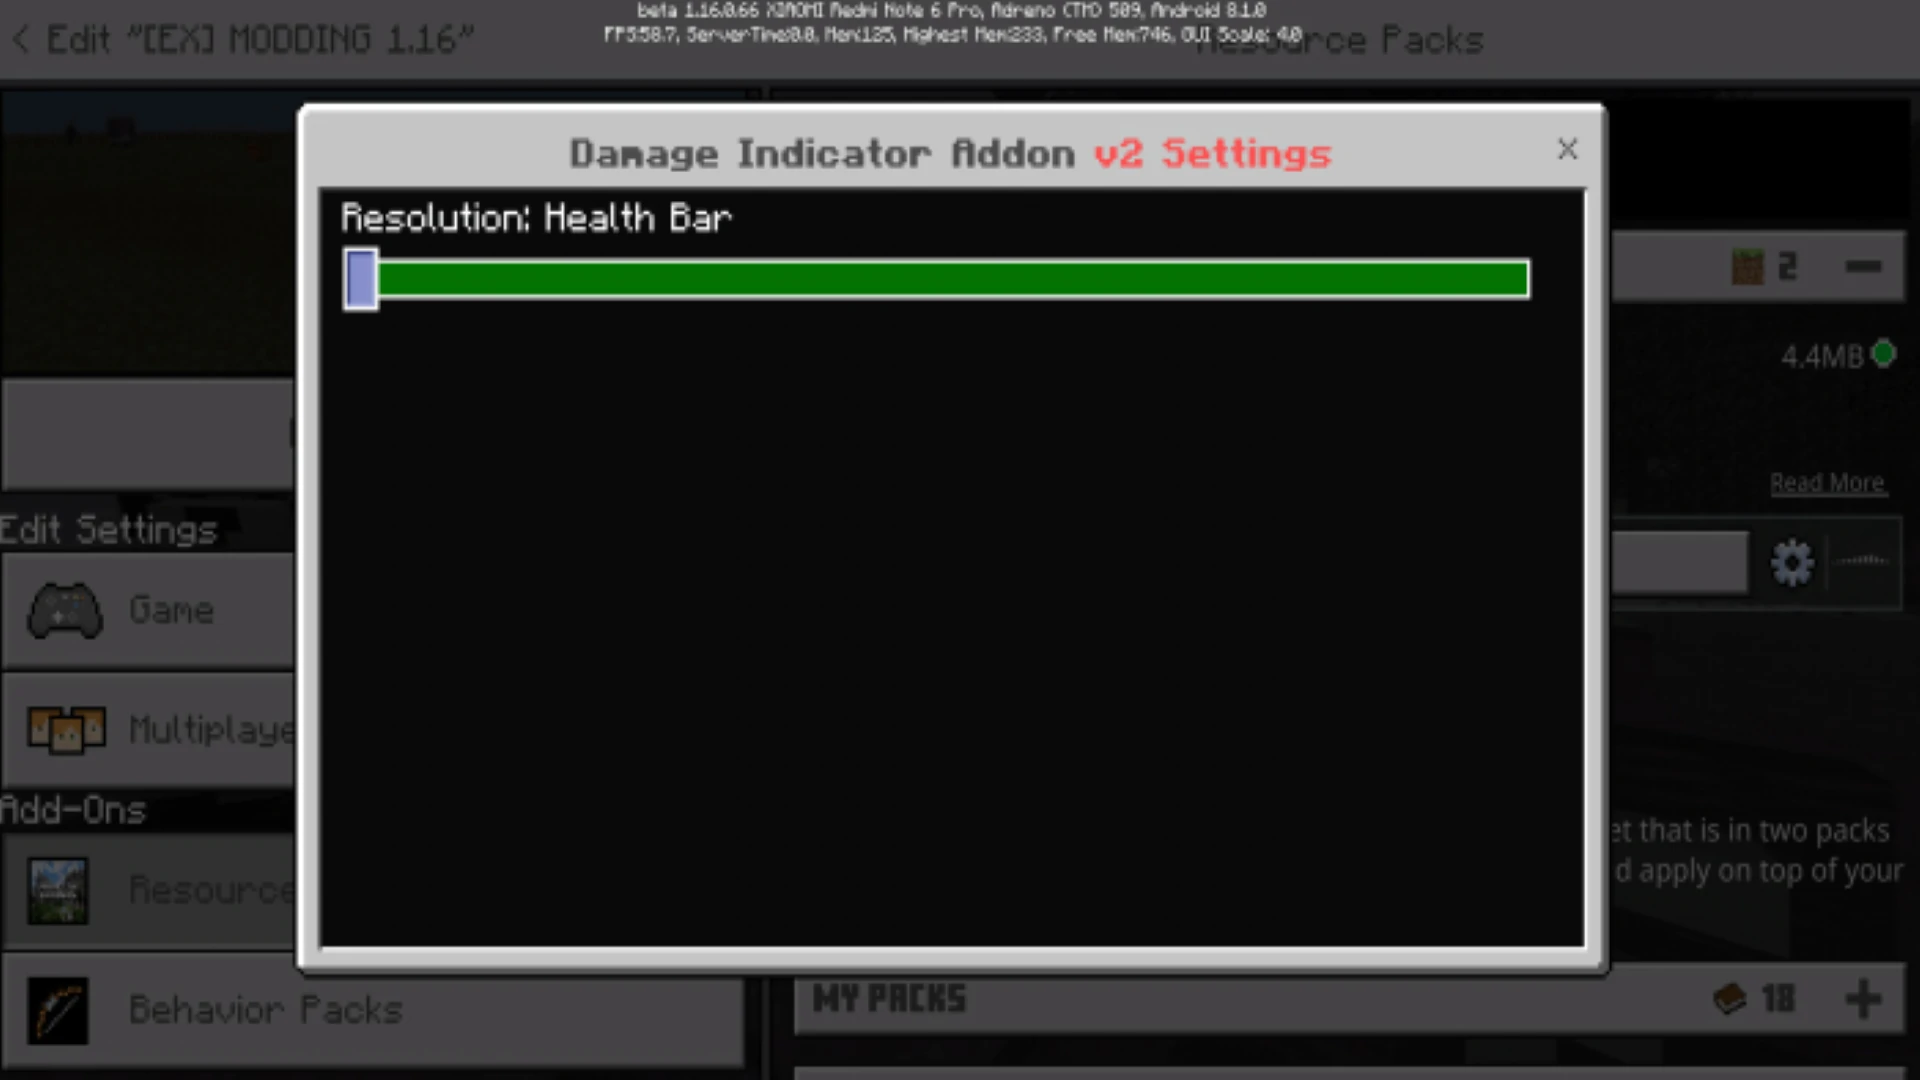 beta 1.16.0.66 XIAOMI Redmi Note 6 Pro, Adreno (TM) 509, Android 8.1.0
FPS:58.7, ServerTime:0.0, Mem:125, Highest Mem:233, Free Mem:746, GUI Scale: 4.0
< Edit "[EX] MODDING 1.16"
Resource Packs
Damage Indicator Addon v2 Settings
Resolution: Health Bar
2
4.4MB
Read More
Edit Settings
Game
Multiplaye
Add-Ons
Resource
et that is in two packs
d apply on top of your
Behavior Packs
MY PACKS
18